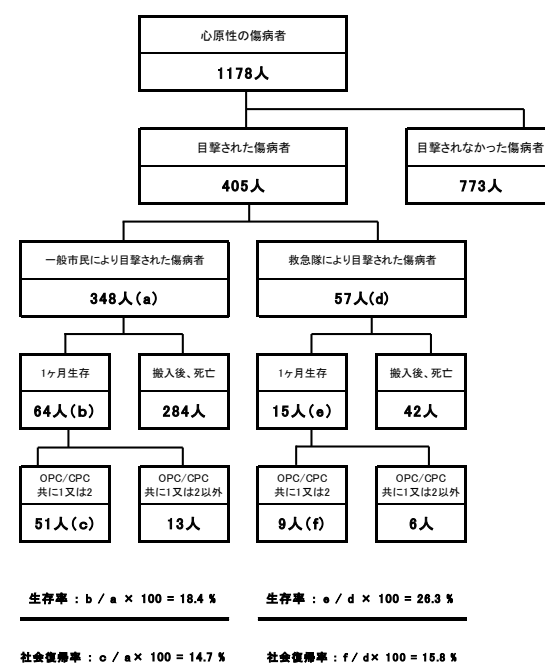 心原性の傷病者
1178人
目撃された傷病者
目撃されなかった傷病者
405人
773人
一般市民により目撃された傷病者
救急隊により目撃された傷病者
348人(a)
57人(d)
1ヶ月生存
搬入後、死亡
1ヶ月生存
搬入後、死亡
64人(b)
284人
15人(e)
42人
OPC/CPC
共に1又は2
OPC/CPC
共に1又は2以外
OPC/CPC
共に1又は2
OPC/CPC
共に1又は2以外
51人(c)
13人
9人(f)
6人
生存率 : b / a × 100 = 18.4 %
生存率 : e / d × 100 = 26.3 %
社会復帰率 : c / a× 100 = 14.7 %
社会復帰率 : f / d× 100 = 15.8 %